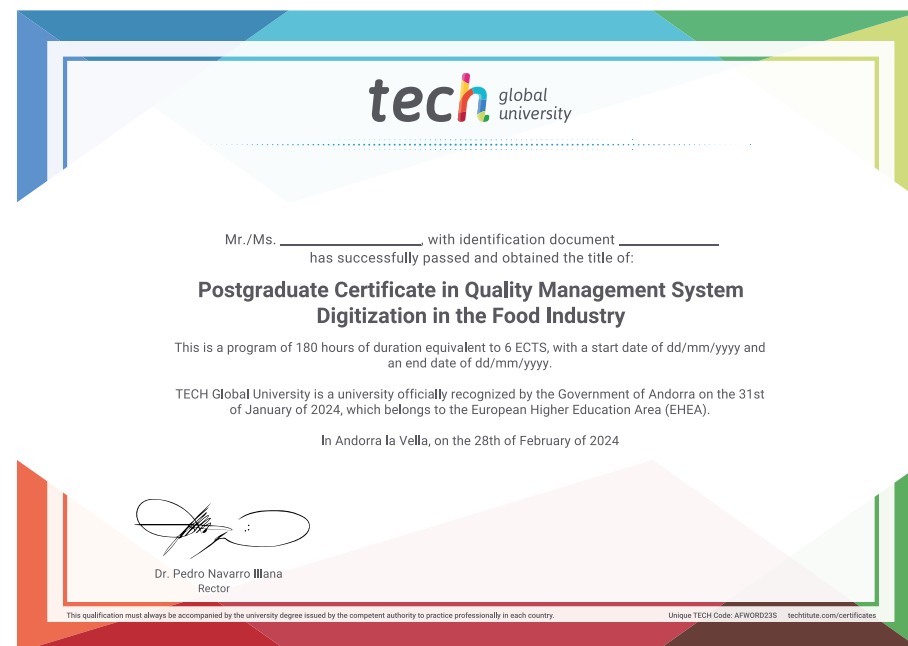 tech global
university
Mr./Ms. ____________________, with identification document ______________
has successfully passed and obtained the title of:
Postgraduate Certificate in Quality Management System
Digitization in the Food Industry
This is a program of 180 hours of duration equivalent to 6 ECTS, with a start date of dd/mm/yyyy and
an end date of dd/mm/yyyy.
TECH Global University is a university officially recognized by the Government of Andorra on the 31st
of January of 2024, which belongs to the European Higher Education Area (EHEA).
In Andorra la Vella, on the 28th of February of 2024
Dr. Pedro Navarro Illana
Rector
This qualification must always be accompanied by the university degree issued by the competent authority to practice professionally in each country. Unique TECH Code: AFWORD23S techtitute.com/certificates